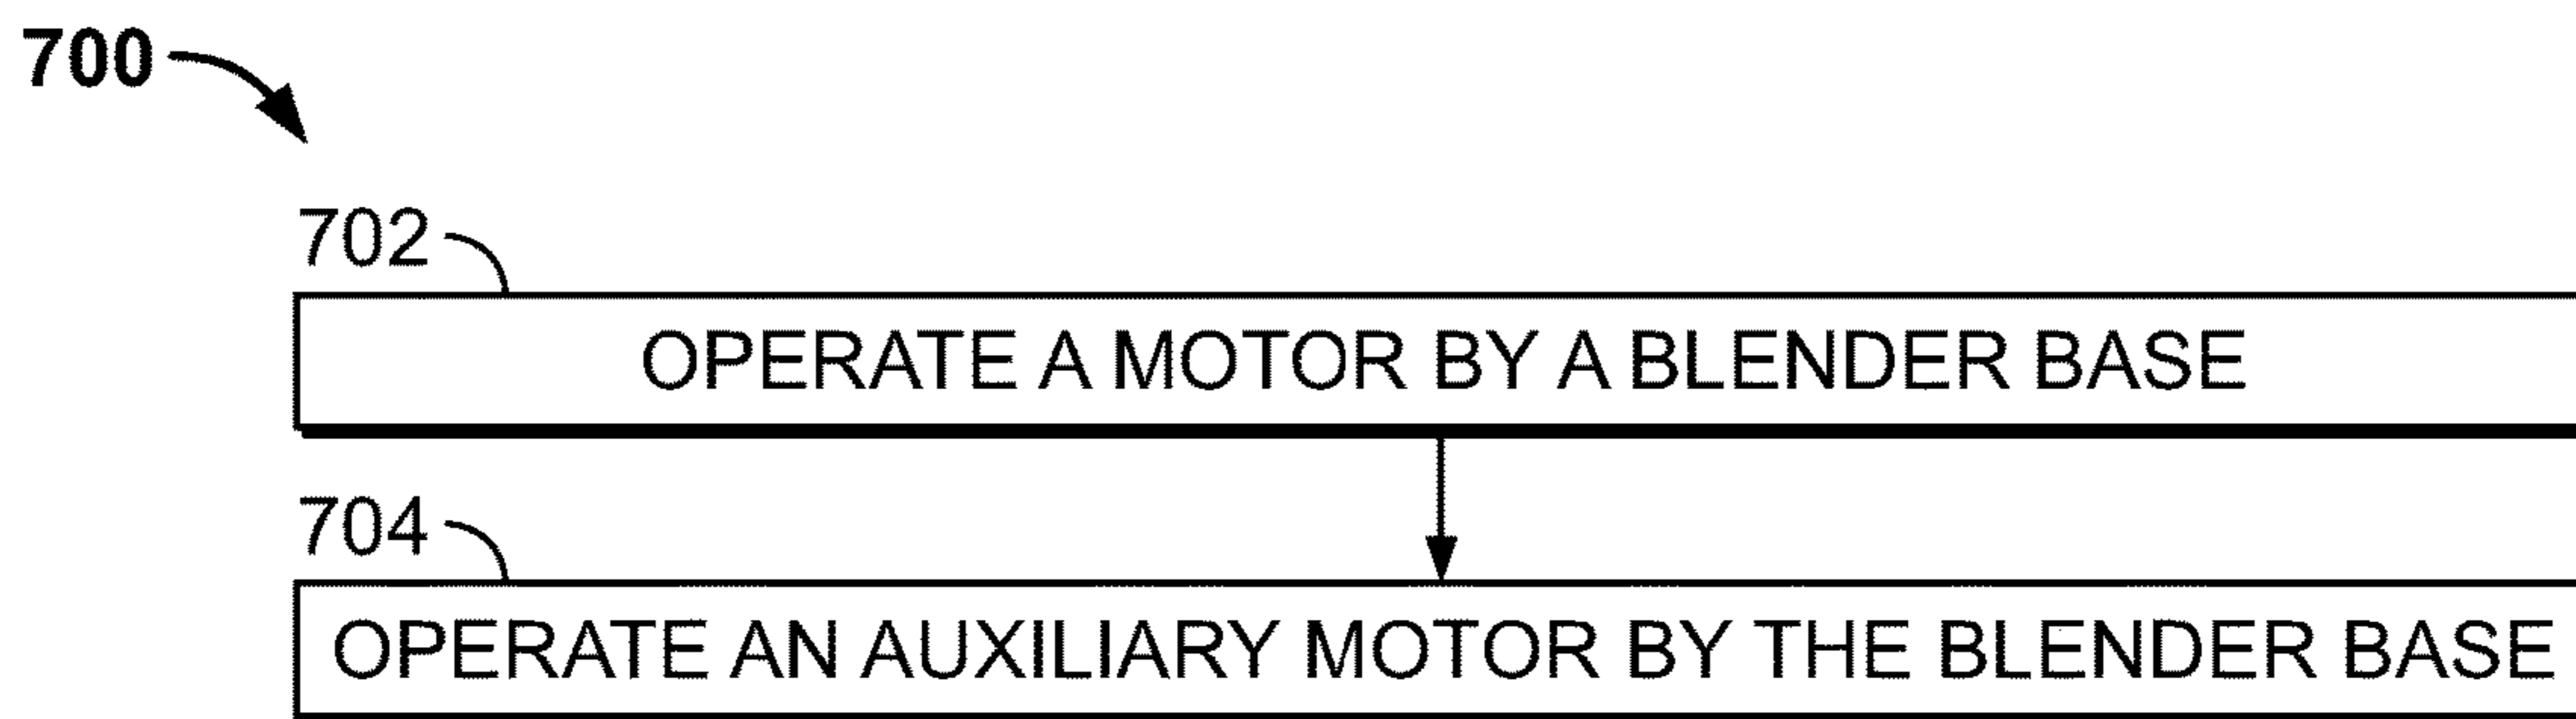 700
702
OPERATE A MOTOR BY A BLENDER BASE
704
OPERATE AN AUXILIARY MOTOR BY THE BLENDER BASE